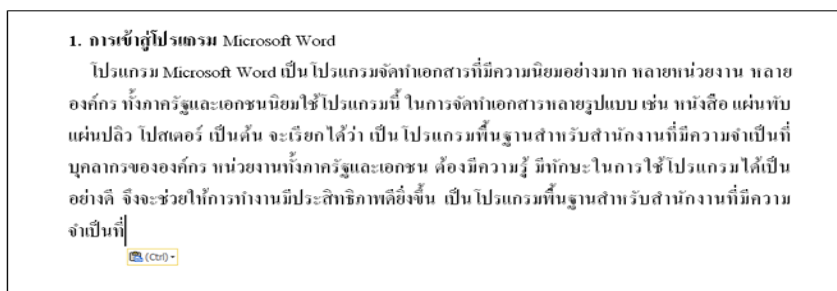 1. การเข้าสู่โปรแกรม Microsoft Word
โปรแกรม Microsoft Word เป็นโปรแกรมจัดทำเอกสารที่มีความนิยมอย่างมาก หลายหน่วยงาน หลาย
องค์กร ทั้งภาครัฐและเอกชนนิยมใช้โปรแกรมนี้ ในการจัดทำเอกสารหลายรูปแบบ เช่น หนังสือ แผ่นพับ
แผ่นปลิว โปสเตอร์ เป็นต้น จะเรียกได้ว่า เป็นโปรแกรมพื้นฐานสำหรับสำนักงานที่มีความจำเป็นที่
บุคลากรขององค์กร หน่วยงานทั้งภาครัฐและเอกชน ต้องมีความรู้ มีทักษะในการใช้โปรแกรมได้เป็น
อย่างดี จึงจะช่วยให้การทำงานมีประสิทธิภาพดียิ่งขึ้น เป็นโปรแกรมพื้นฐานสำหรับสำนักงานที่มีความ
จำเป็นที่
(Ctrl)